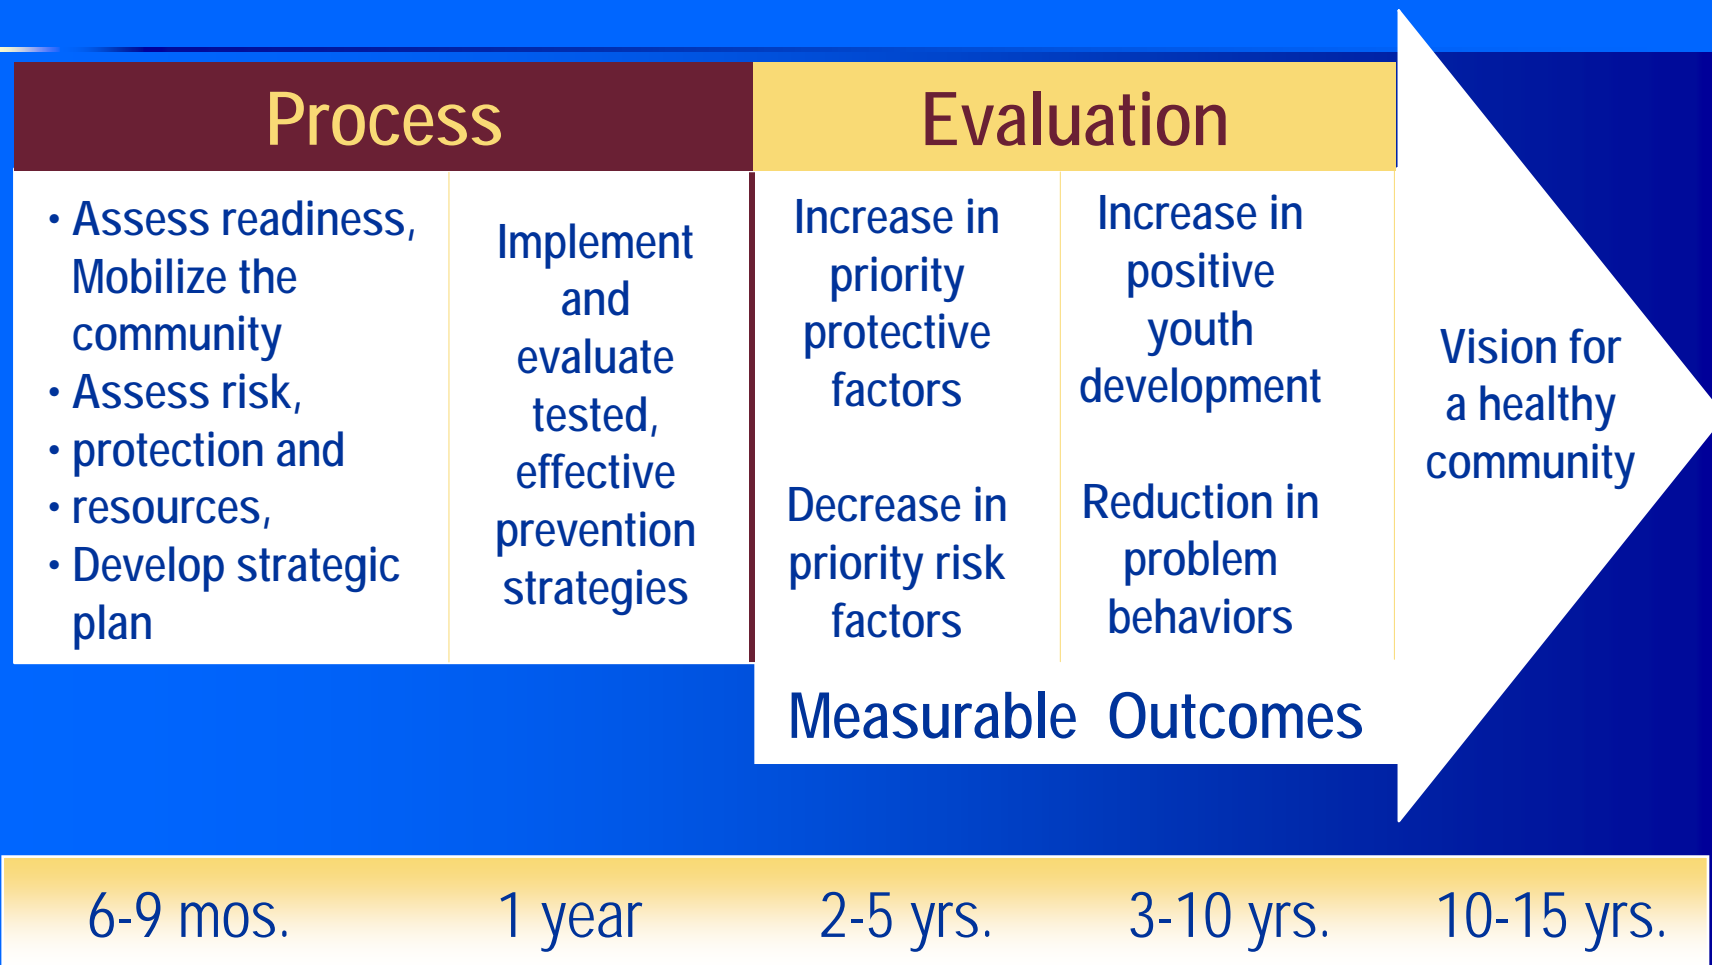 Process
• Assess readiness,
Mobilize the
community
• Assess risk,
• protection and
• resources,
• Develop strategic
plan
Implement
and
evaluate
tested,
effective
prevention
strategies
Evaluation
Increase in
priority
protective
factors
Decrease in
priority risk
factors
Increase in
positive
youth
development
Reduction in
problem
behaviors
Measurable Outcomes
Vision for
a healthy
community
6-9 mos.
1 year
2-5 yrs.
3-10 yrs.
10-15 yrs.